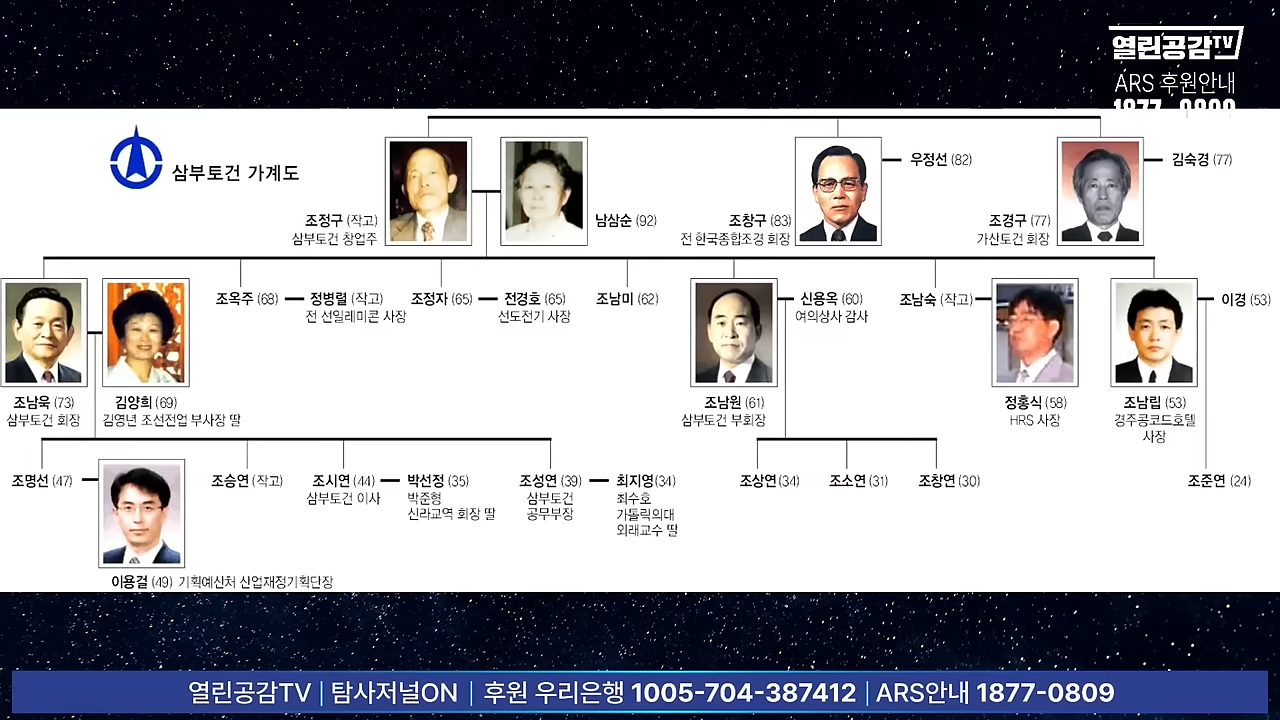 열린공감TV
ARS 후원안내
1877-0809
삼부토건 가계도
조정구 (작고)
삼부토건 창업주
남삼순 (92)
조창구 (83)
전 한국종합조경 회장
우정선 (82)
조경구 (77)
가산토건 회장
김숙경 (77)
조남욱 (73)
삼부토건 회장
김양희 (69)
김영년 조선전업 부사장 딸
조옥주 (68)
정병렬 (작고)
전 선일레미콘 사장
조정자 (65)
전경호 (65)
선도전기 사장
조남미 (62)
조남원 (61)
삼부토건 부회장
신용옥 (60)
여의상사 감사
조남숙 (작고)
정홍식 (58)
HRS 사장
조남립 (53)
경주콩코드호텔
사장
이경 (53)
조명선 (47)
이용걸 (49) 기획예산처 산업재정기획단장
조승연 (작고)
조시연 (44)
삼부토건 이사
박선정 (35)
박준형
신라교역 회장 딸
조성연 (39)
삼부토건
공무부장
최지영(34)
최수호
가톨릭의대
외래교수 딸
조상연 (34)
조소연 (31)
조창연 (30)
조준연 (24)
열린공감TV | 탐사저널ON | 후원 우리은행 1005-704-387412 | ARS안내 1877-0809